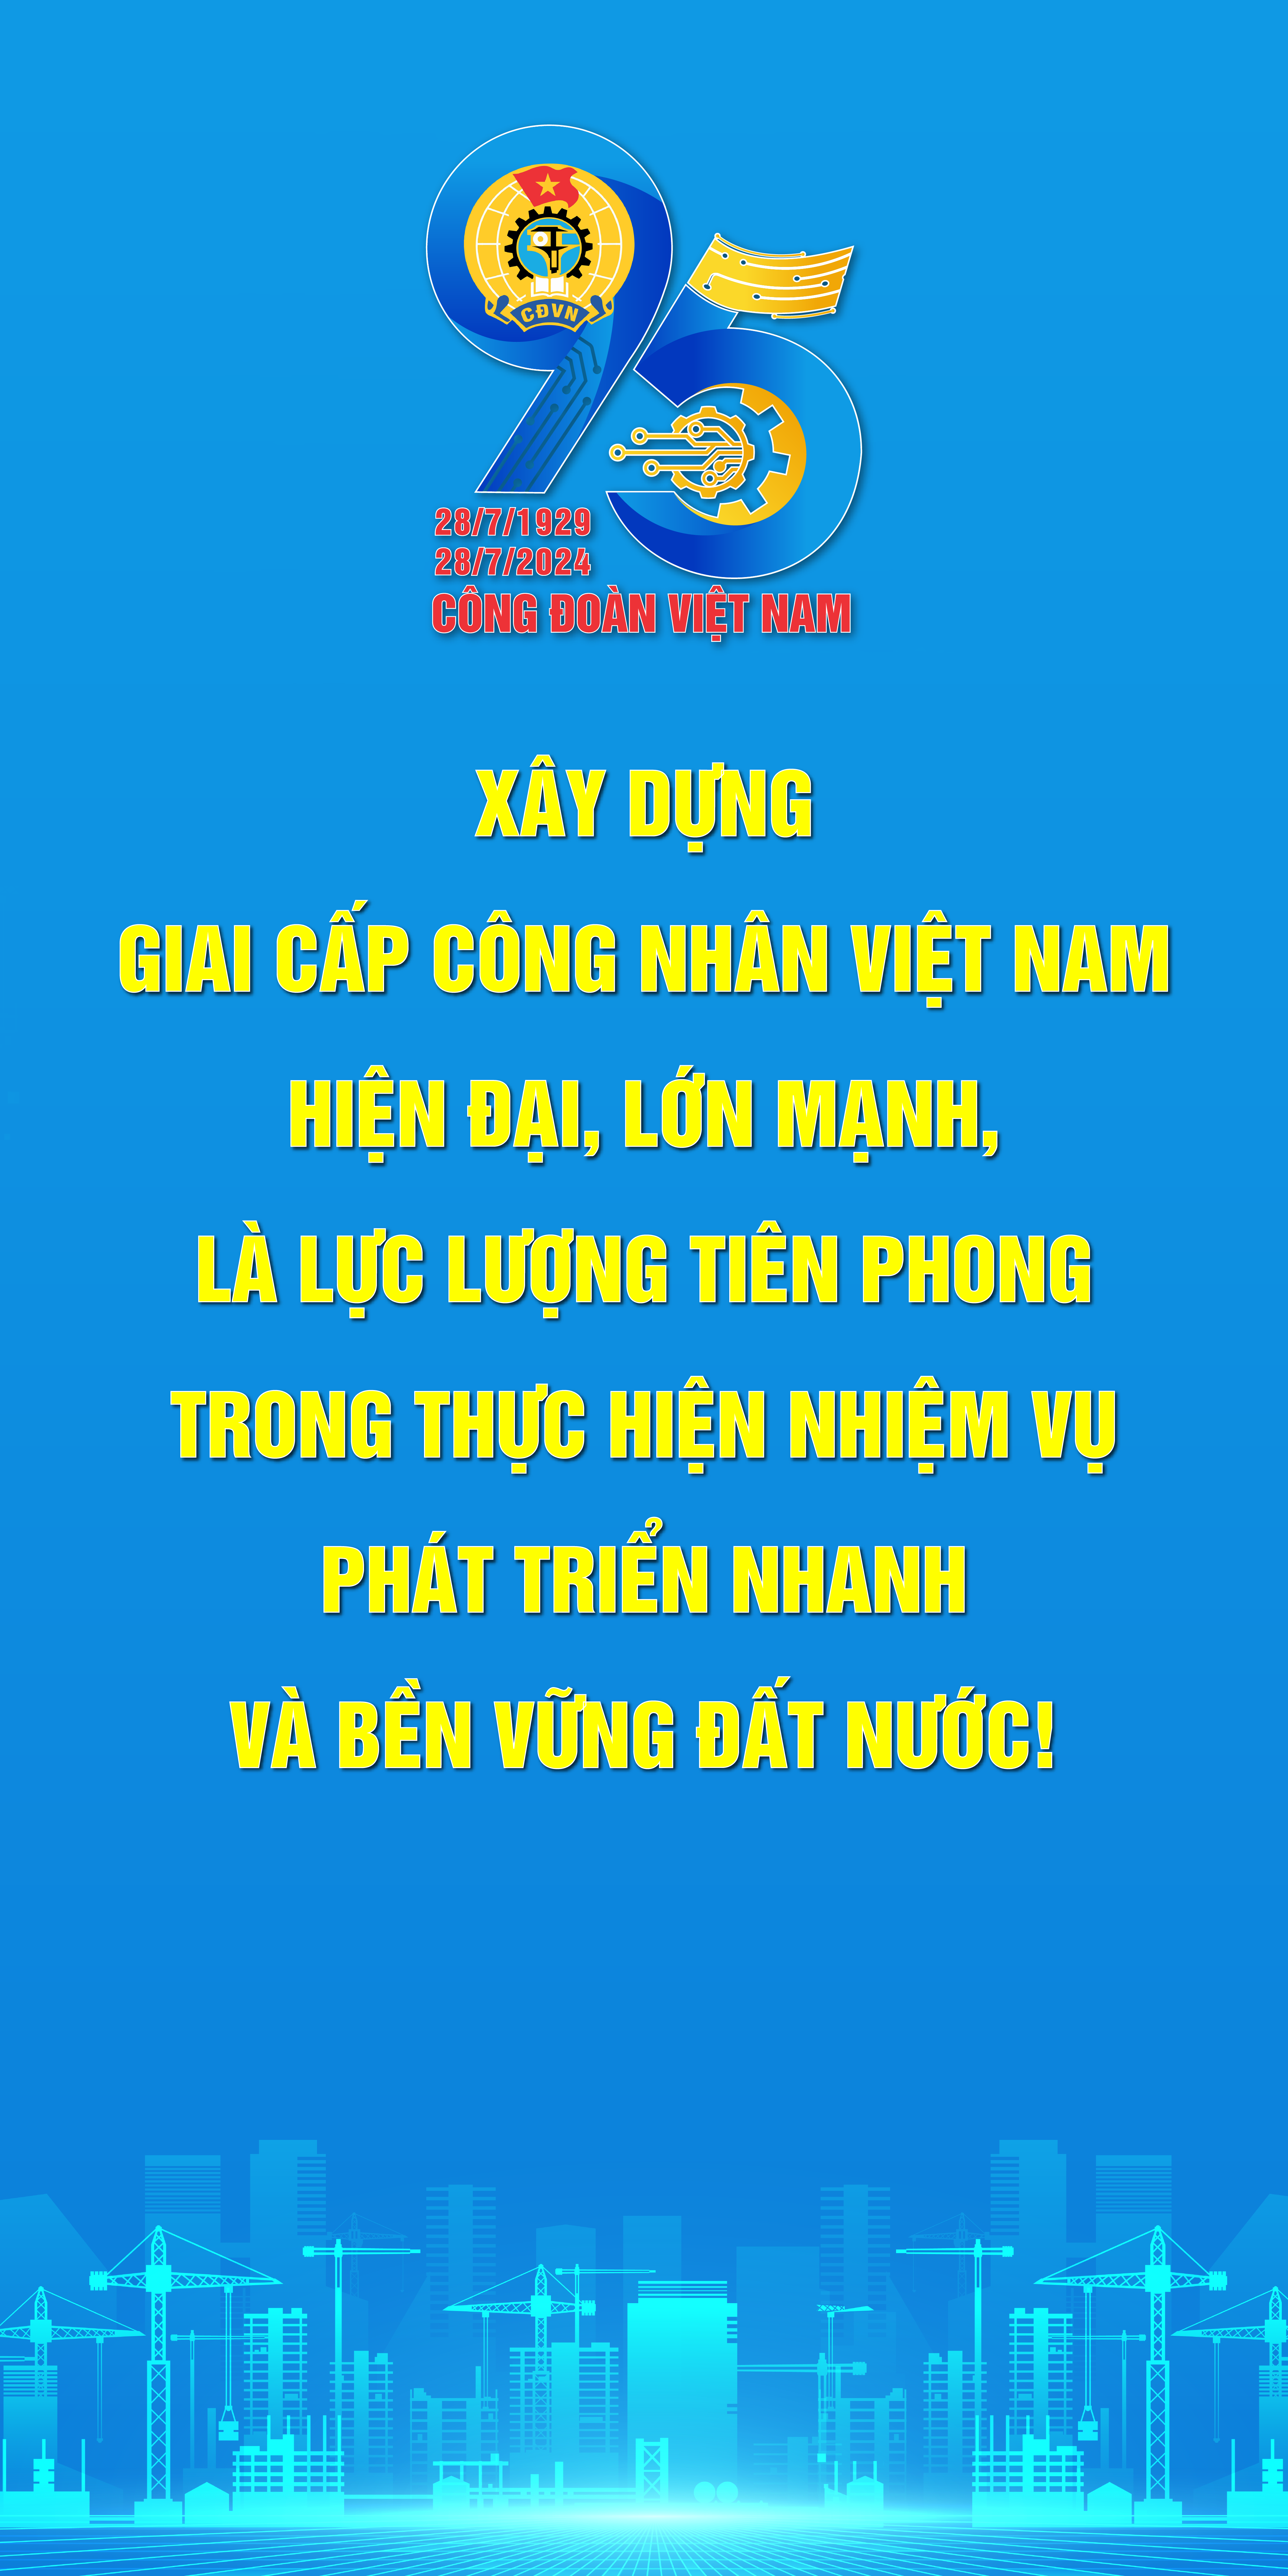 95
CĐVN
28/7/1929
28/7/2024
CÔNG ĐOÀN VIỆT NAM
XÂY DỰNG
GIAI CẤP CÔNG NHÂN VIỆT NAM
HIỆN ĐẠI, LỚN MẠNH,
LÀ LỰC LƯỢNG TIÊN PHONG
TRONG THỰC HIỆN NHIỆM VỤ
PHÁT TRIỂN NHANH
VÀ BỀN VỮNG ĐẤT NƯỚC!